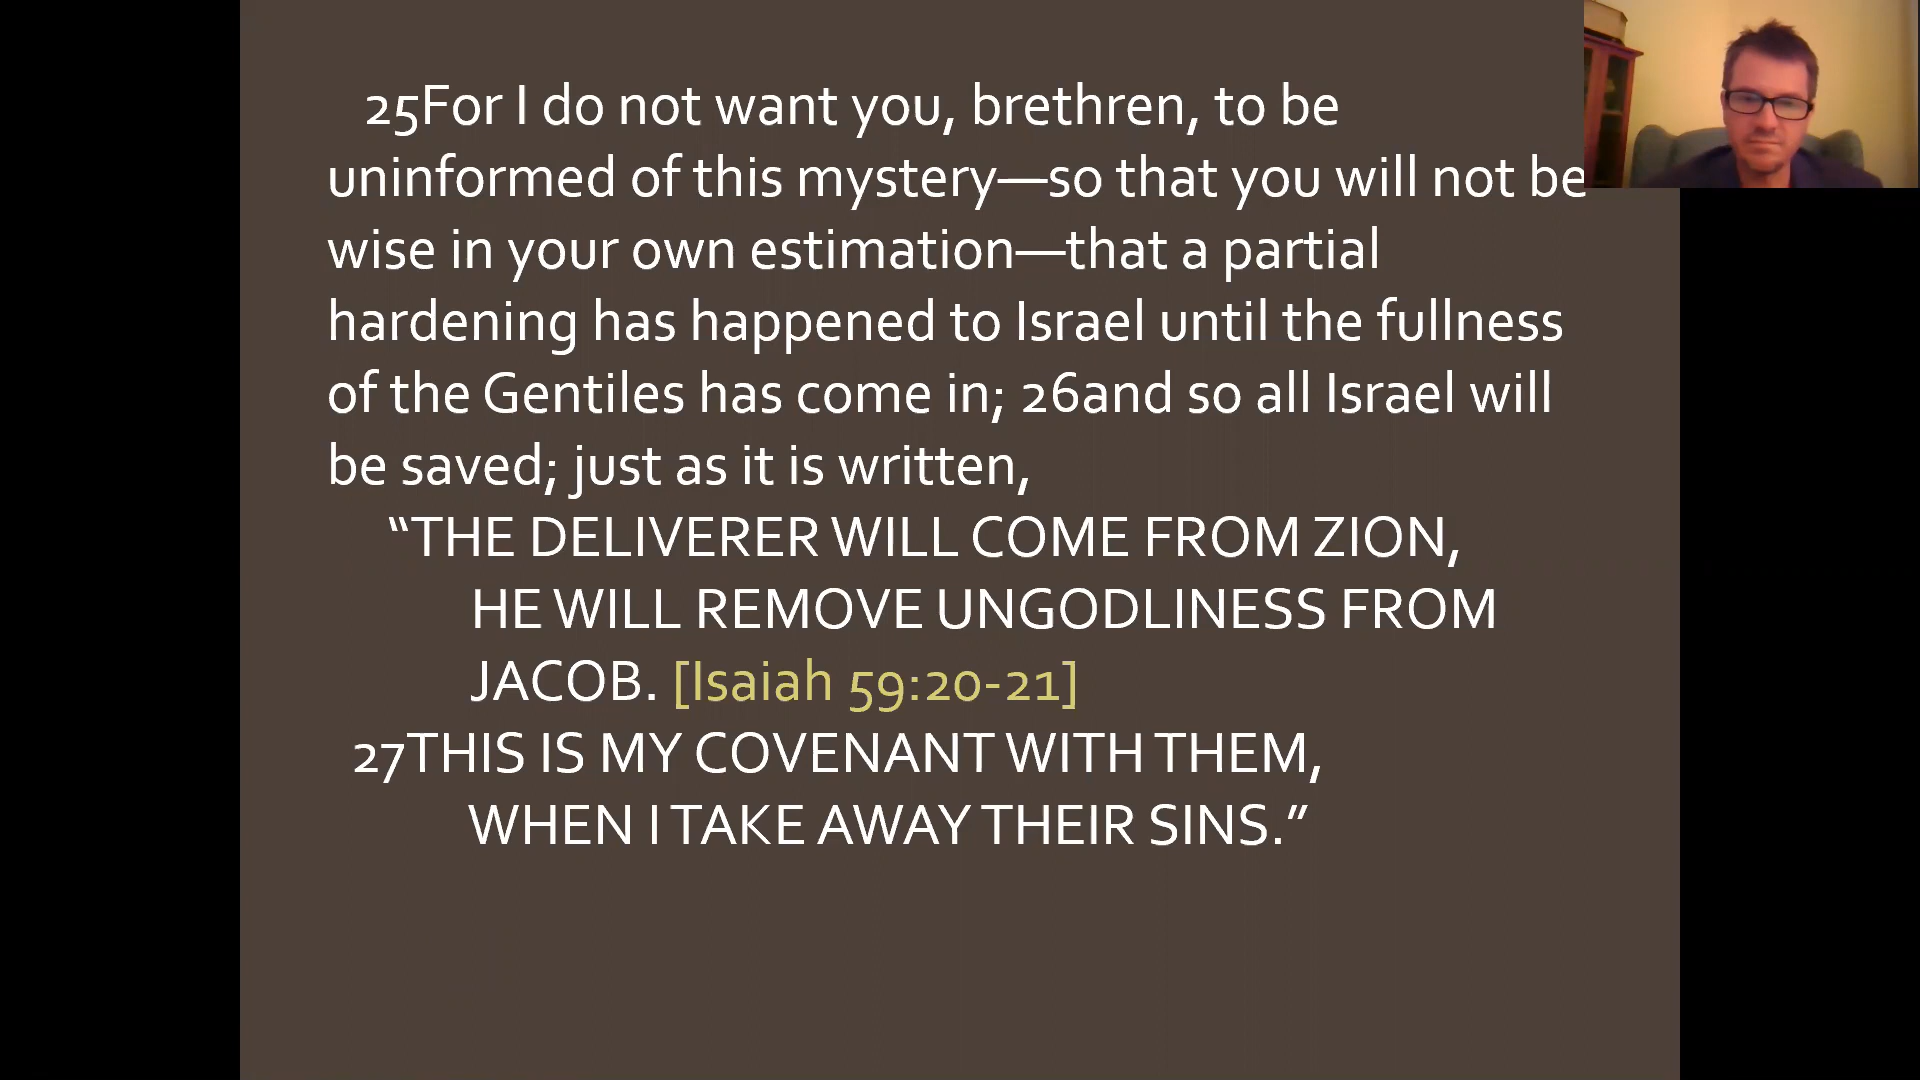 25For I do not want you, brethren, to be
uninformed of this mystery—so that you will not be
wise in your own estimation—that a partial
hardening has happened to Israel until the fullness
of the Gentiles has come in; 26and so all Israel will
be saved; just as it is written,
“THE DELIVERER WILL COME FROM ZION,
HE WILL REMOVE UNGODLINESS FROM
JACOB. [Isaiah 59:20-21]
27THIS IS MY COVENANT WITH THEM,
WHEN I TAKE AWAY THEIR SINS.”